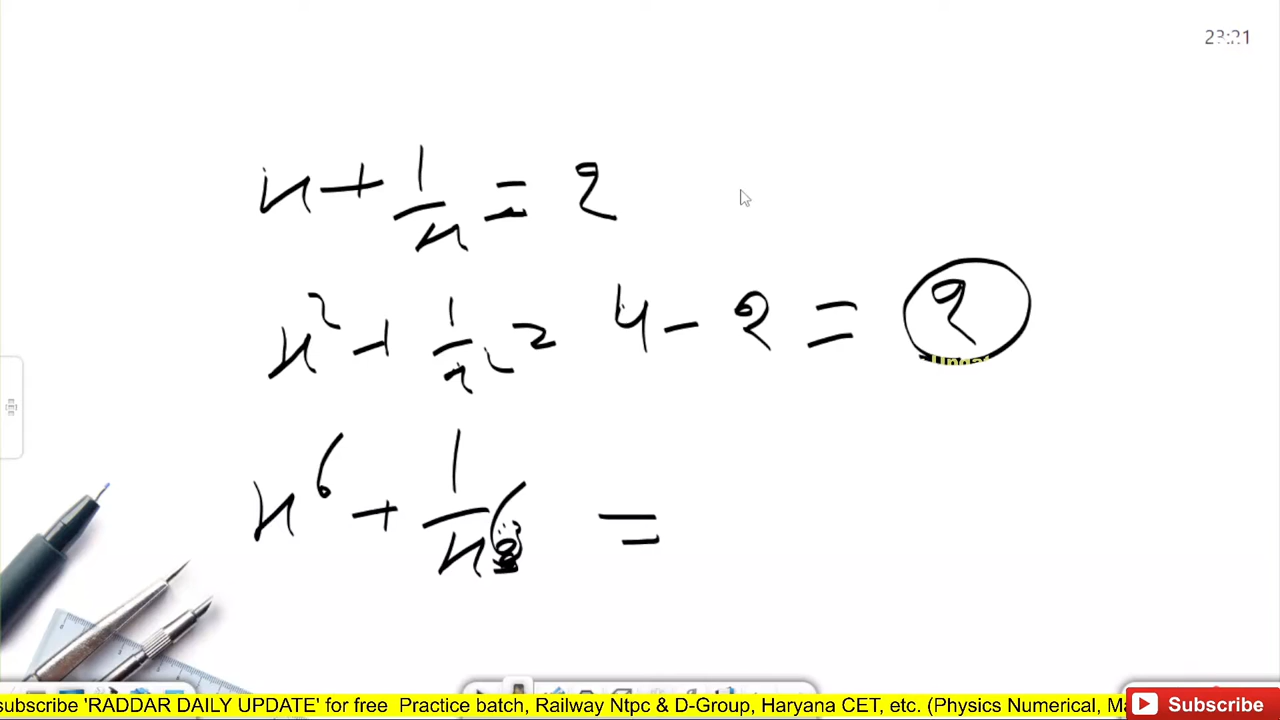 23:21
x + 1/x = 2
x² + 1/x² 2 4 - 2 = 2
x⁶ + 1/x⁶ =
subscribe 'RADDAR DAILY UPDATE' for free Practice batch, Railway Ntpc & D-Group, Haryana CET, etc. (Physics Numerical, M
Subscribe